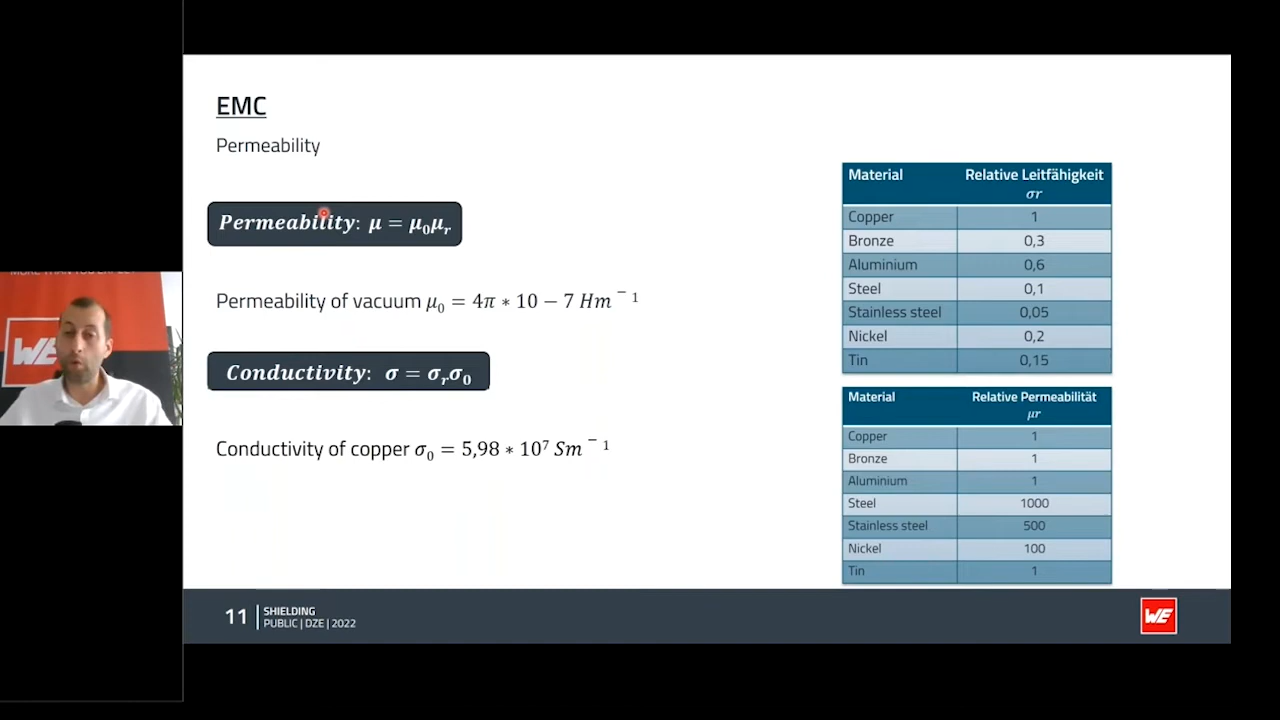 EMC
Permeability
Permeability: μ = μ₀μᵣ
Permeability of vacuum μ₀ = 4π * 10 − 7 Hm ⁻ ¹
Conductivity: σ = σᵣσ₀
Conductivity of copper σ₀ = 5,98 * 10⁷ Sm ⁻ ¹
Material Relative Leitfähigkeit
σr
Copper 1
Bronze 0,3
Aluminium 0,6
Steel 0,1
Stainless steel 0,05
Nickel 0,2
Tin 0,15
Material Relative Permeabilität
μr
Copper 1
Bronze 1
Aluminium 1
Steel 1000
Stainless steel 500
Nickel 100
Tin 1
WE
11 SHIELDING
PUBLIC | DZE | 2022
WE